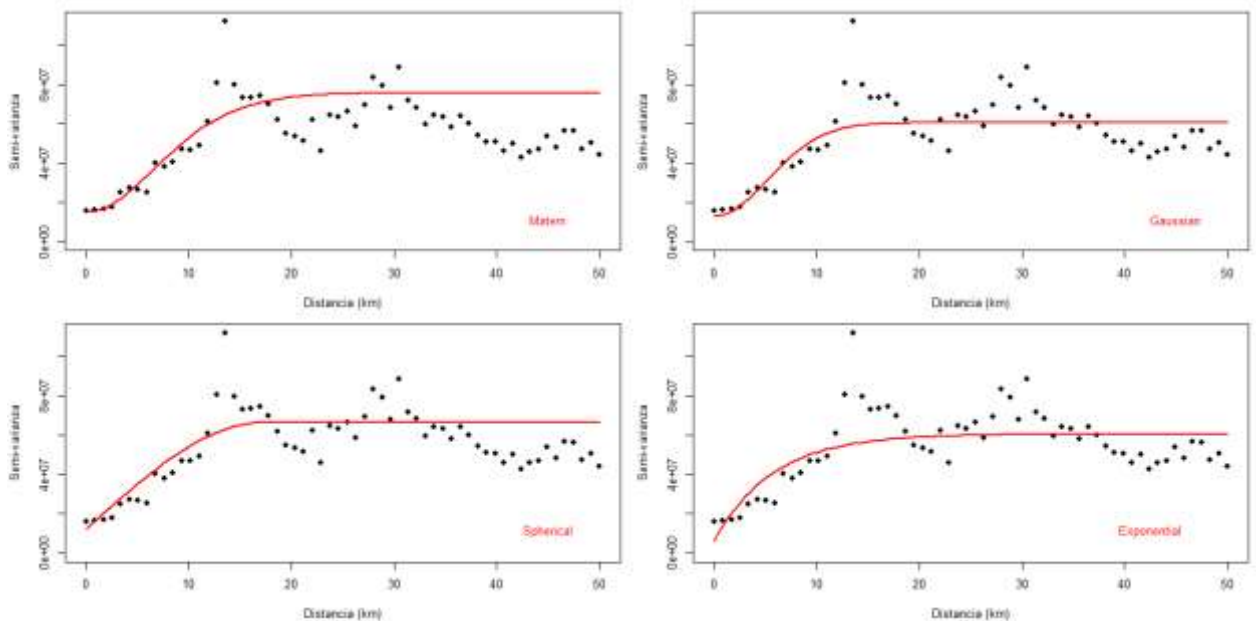 Semi-varianza
0e+00 4e+07 8e+07
Matern
0 10 20 30 40 50
Distancia (km)
Semi-varianza
0e+00 4e+07 8e+07
Gaussian
0 10 20 30 40 50
Distancia (km)
Semi-varianza
0e+00 4e+07 8e+07
Spherical
0 10 20 30 40 50
Distancia (km)
Semi-varianza
0e+00 4e+07 8e+07
Exponential
0 10 20 30 40 50
Distancia (km)